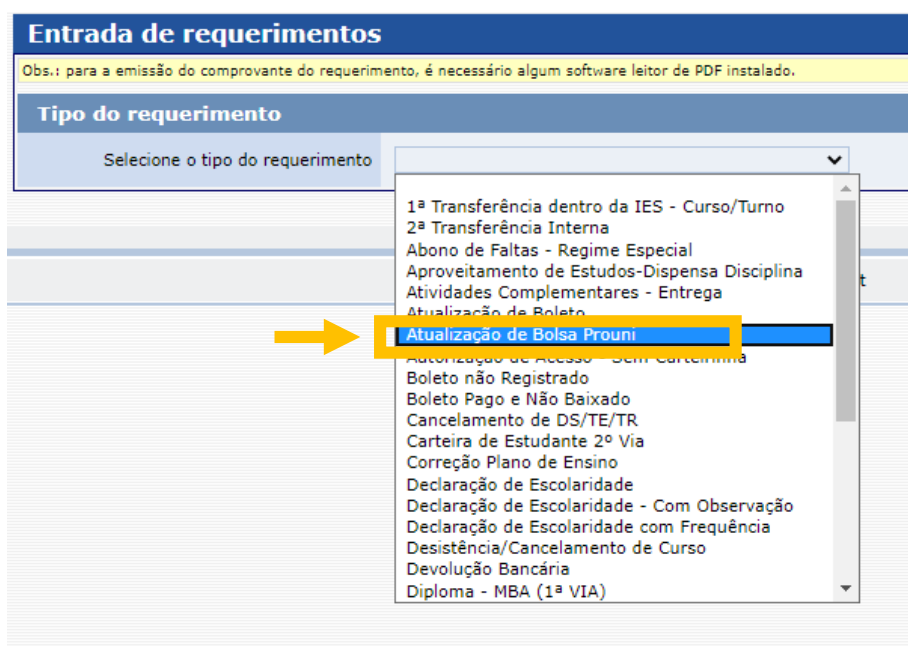 Entrada de requerimentos
Obs.: para a emissão do comprovante do requerimento, é necessário algum software leitor de PDF instalado.
Tipo do requerimento
Selecione o tipo do requerimento
1ª Transferência dentro da IES - Curso/Turno
2ª Transferência Interna
Abono de Faltas - Regime Especial
Aproveitamento de Estudos-Dispensa Disciplina
Atividades Complementares - Entrega
t
Atualização de Boleto
Atualização de Bolsa Prouni
Autorização de Acesso - Sem Carteirinha
Boleto não Registrado
Boleto Pago e Não Baixado
Cancelamento de DS/TE/TR
Carteira de Estudante 2º Via
Correção Plano de Ensino
Declaração de Escolaridade
Declaração de Escolaridade - Com Observação
Declaração de Escolaridade com Frequência
Desistência/Cancelamento de Curso
Devolução Bancária
Diploma - MBA (1ª VIA)